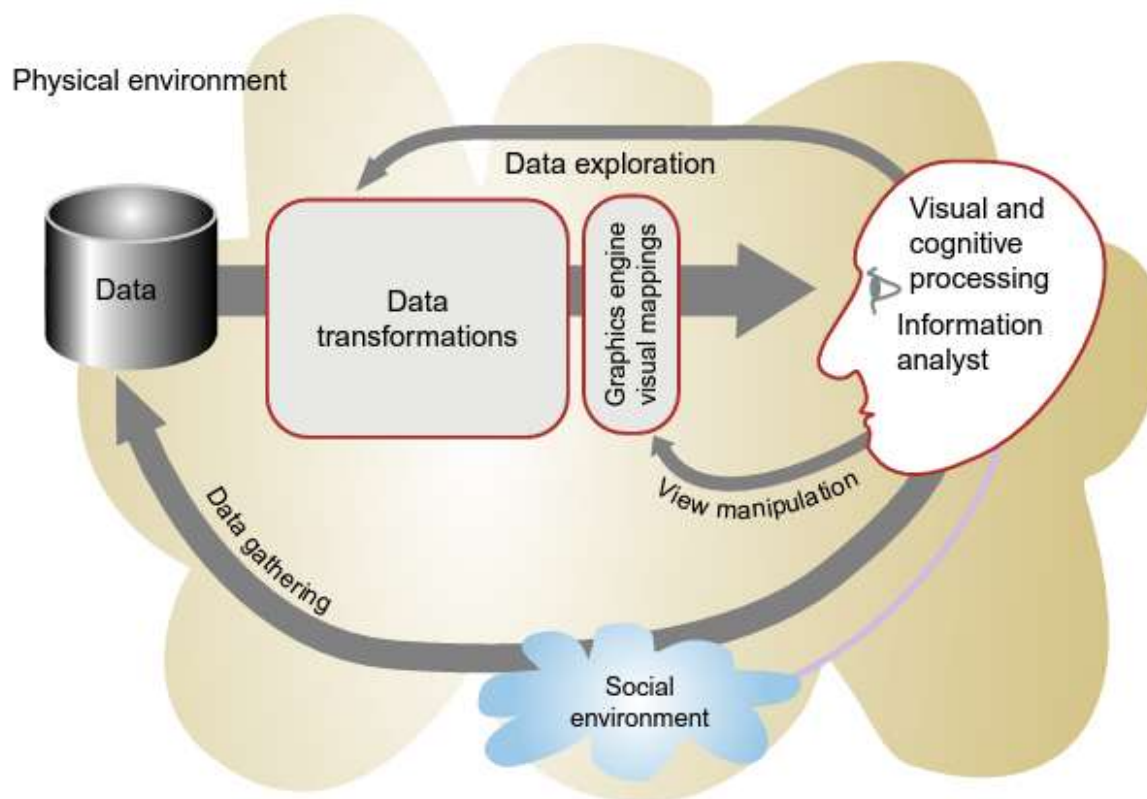 Physical environment
Data exploration
Data
Data
transformations
Graphics engine
visual mappings
Visual and
cognitive
processing
Information
analyst
View manipulation
Data gathering
Social
environment